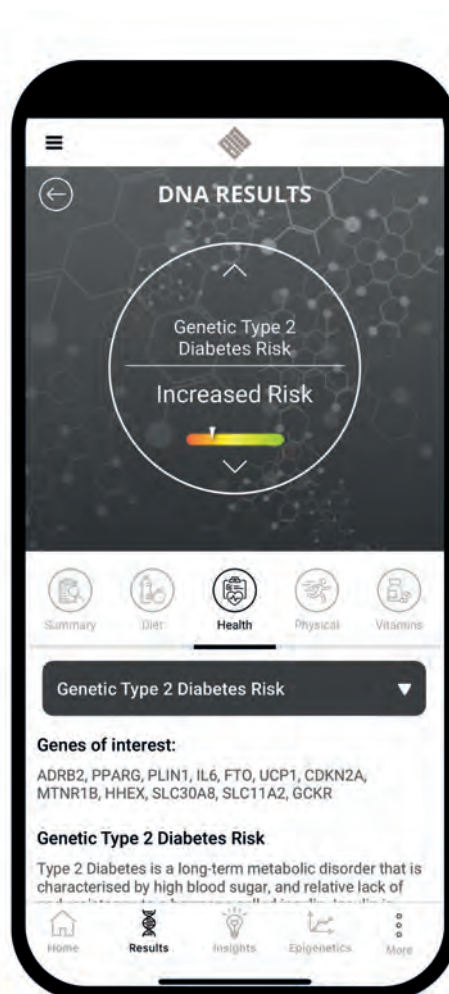 DNA RESULTS
Genetic Type 2
Diabetes Risk
Increased Risk
Summary
Diet
Health
Physical
Vitamins
Genetic Type 2 Diabetes Risk
Genes of interest:
ADRB2, PPARG, PLIN1, IL6, FTO, UCP1, CDKN2A,
MTNR1B, HHEX, SLC30A8, SLC11A2, GCKR
Genetic Type 2 Diabetes Risk
Type 2 Diabetes is a long-term metabolic disorder that is
characterised by high blood sugar, and relative lack of
Home
Results
Insights
Epigenetics
More